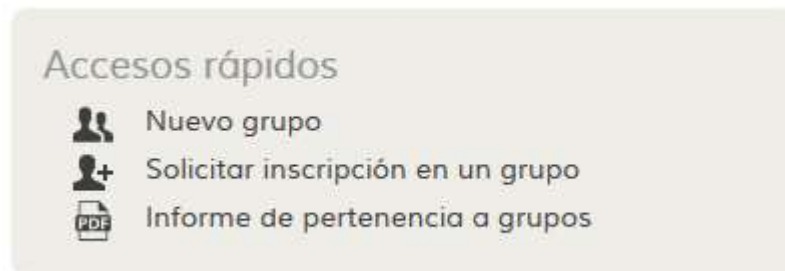 Accesos rápidos
Nuevo grupo
Solicitar inscripción en un grupo
PDF Informe de pertenencia a grupos